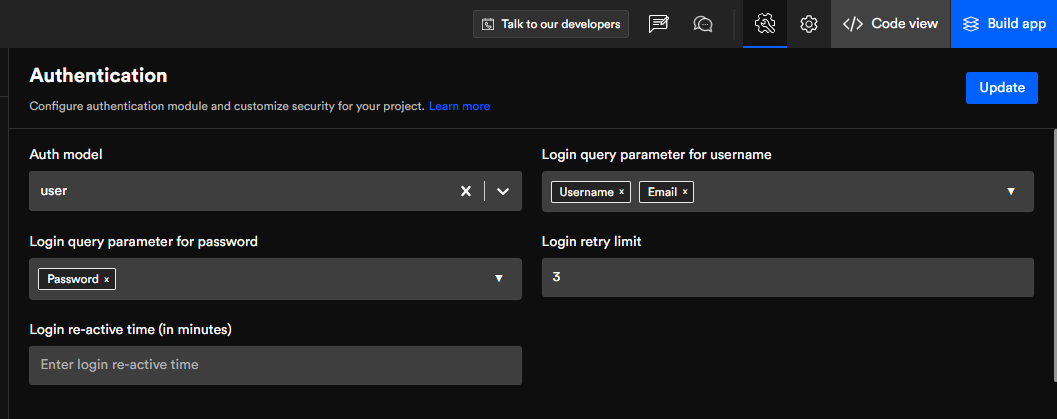 Talk to our developers
Code view
Build app
Authentication
Configure authentication module and customize security for your project. Learn more
Update
Auth model
user
Login query parameter for username
Username x Email x
Login query parameter for password
Password x
Login retry limit
3
Login re-active time (in minutes)
Enter login re-active time